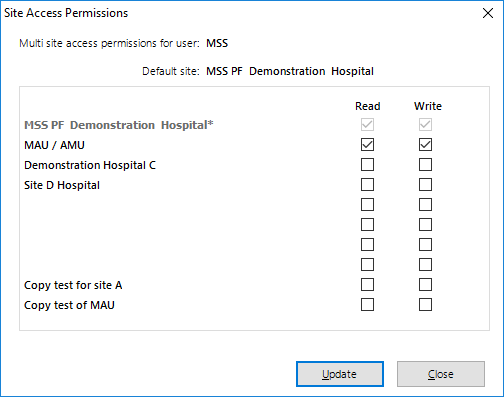 Site Access Permissions
Multi site access permissions for user: MSS
Default site: MSS PF Demonstration Hospital
Read Write
MSS PF Demonstration Hospital*
MAU / AMU
Demonstration Hospital C
Site D Hospital
Copy test for site A
Copy test of MAU
Update Close